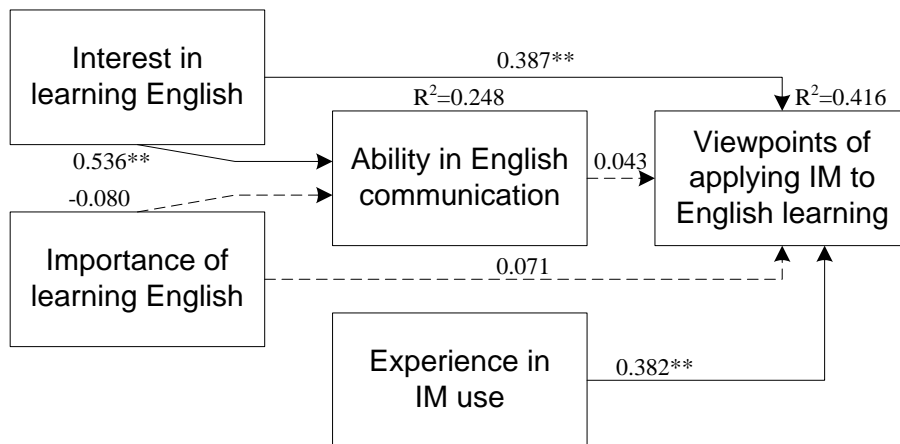 Interest in
learning English
0.387**
R²=0.248
R²=0.416
0.536**
Ability in English
communication
0.043
Viewpoints of
applying IM to
English learning
-0.080
Importance of
learning English
0.071
Experience in
IM use
0.382**